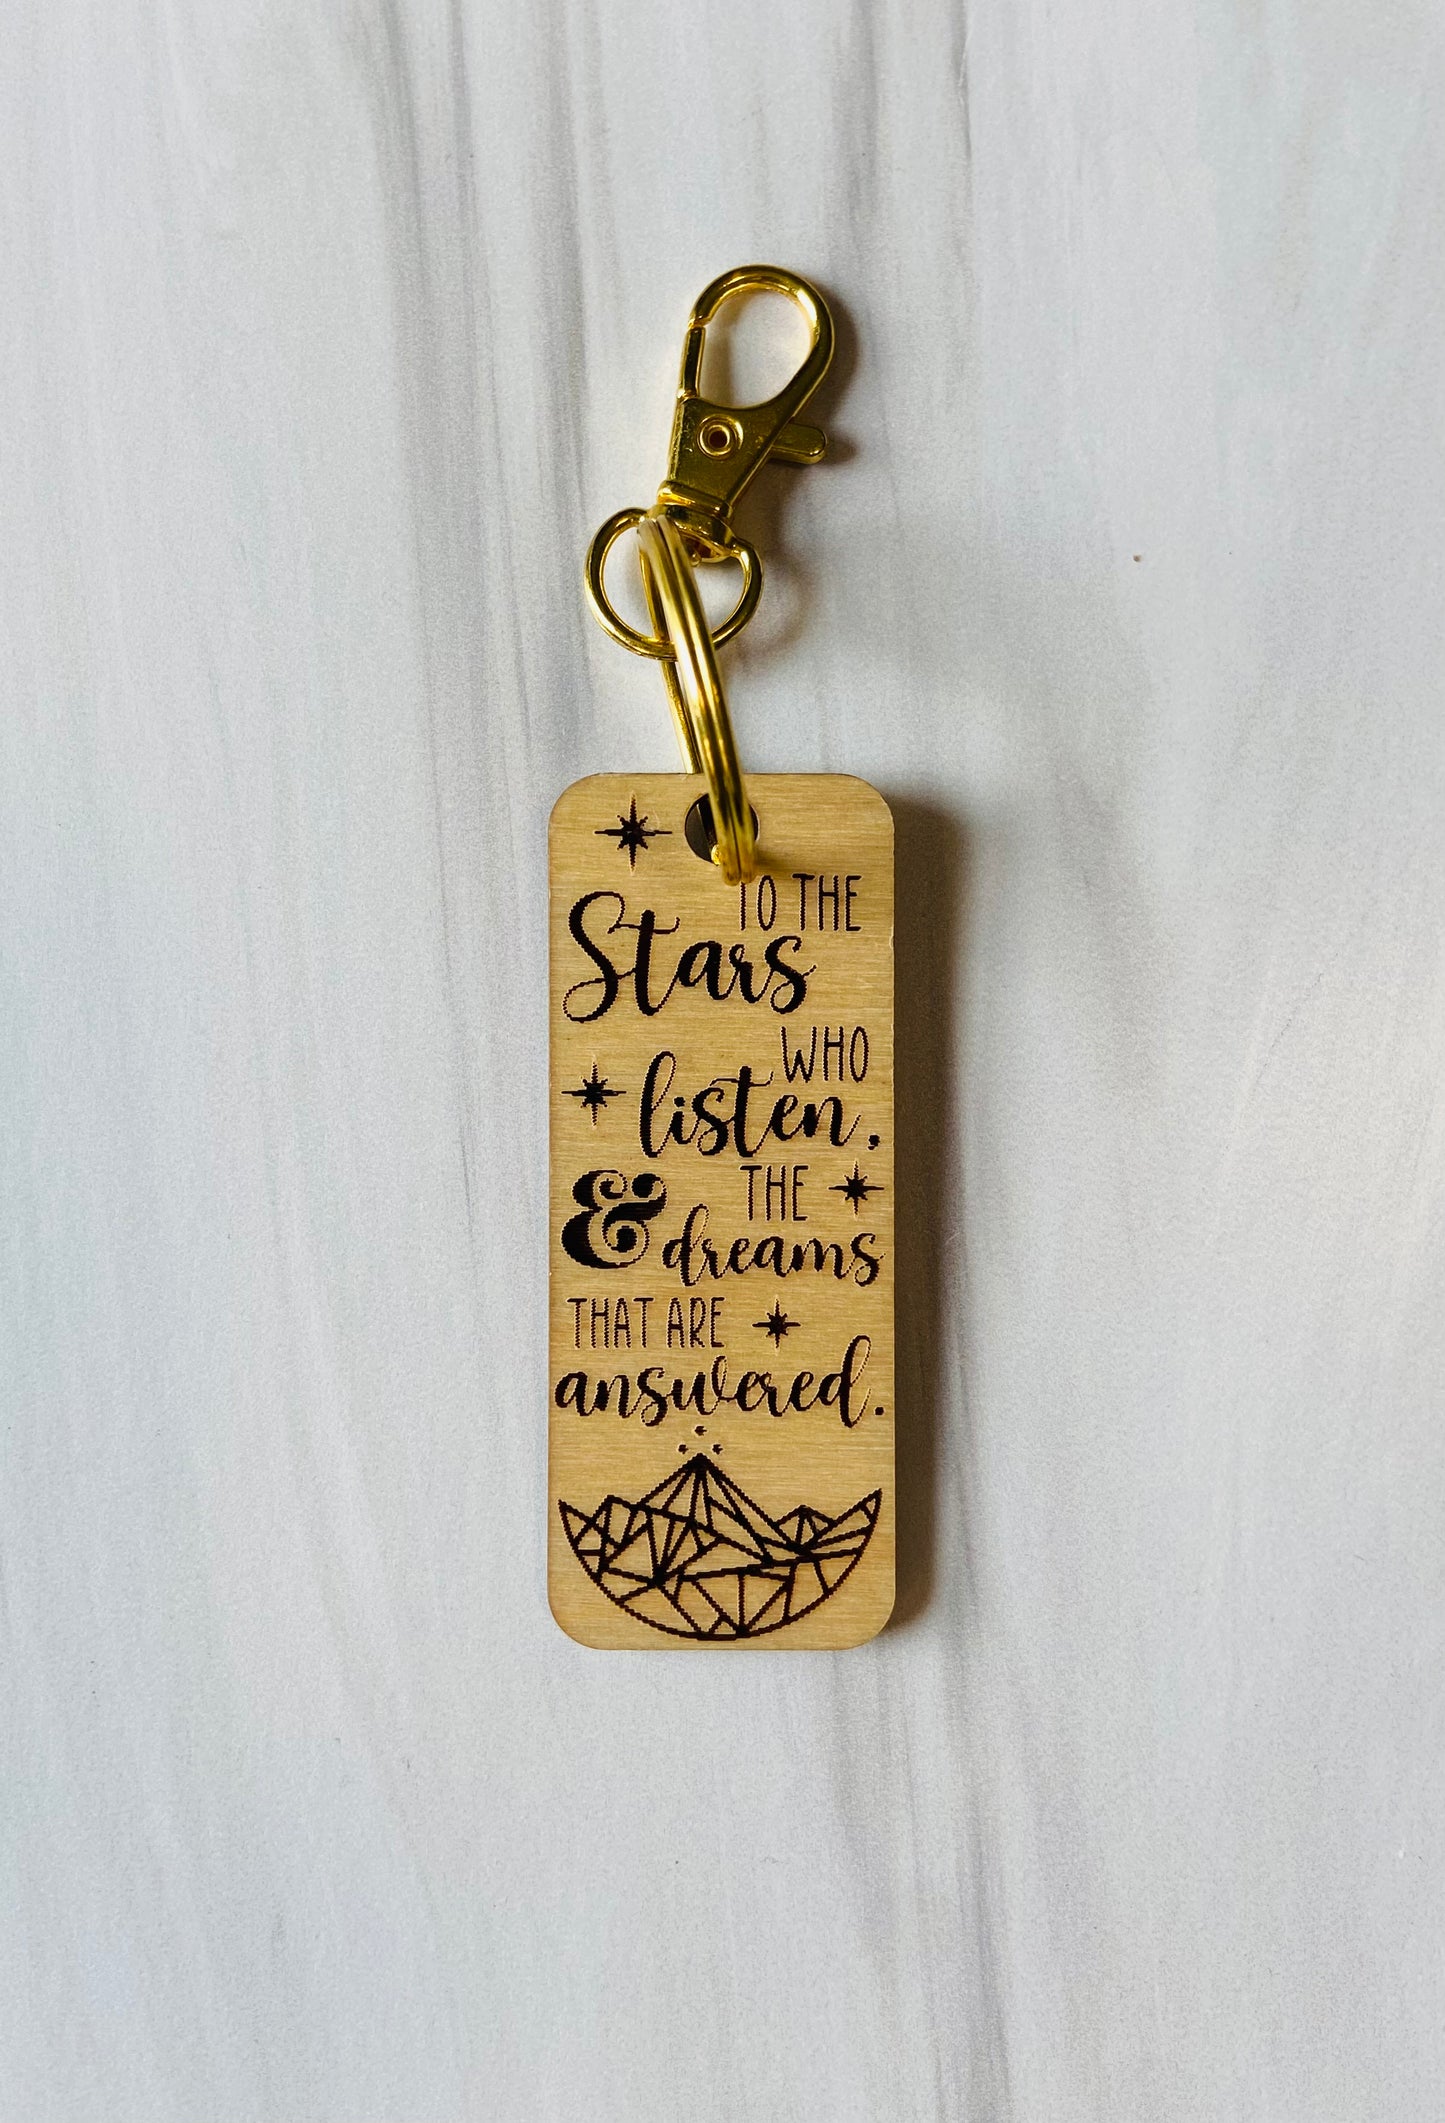 TO THE
Stars
WHO
listen,
& THE
dreams
THAT ARE
answered.